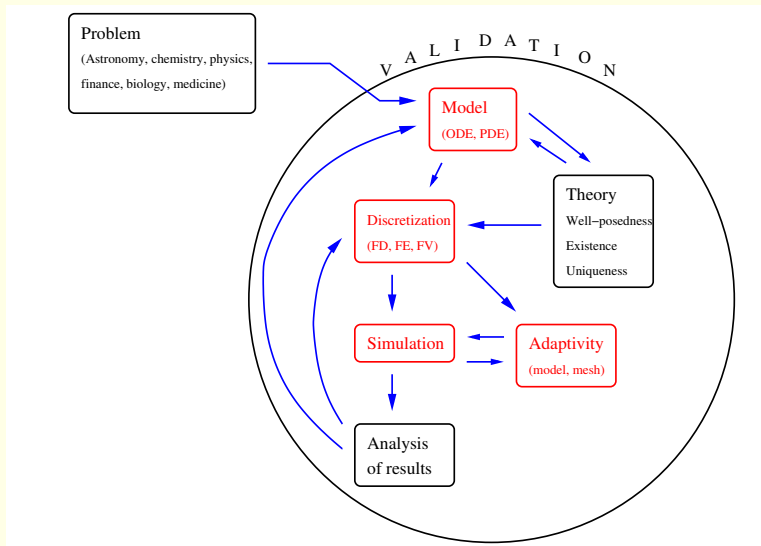 Problem
(Astronomy, chemistry, physics,
finance, biology, medicine)
V A L I D A T I O N
Model
(ODE, PDE)
Theory
Well−posedness
Existence
Uniqueness
Discretization
(FD, FE, FV)
Simulation
Adaptivity
(model, mesh)
Analysis
of results